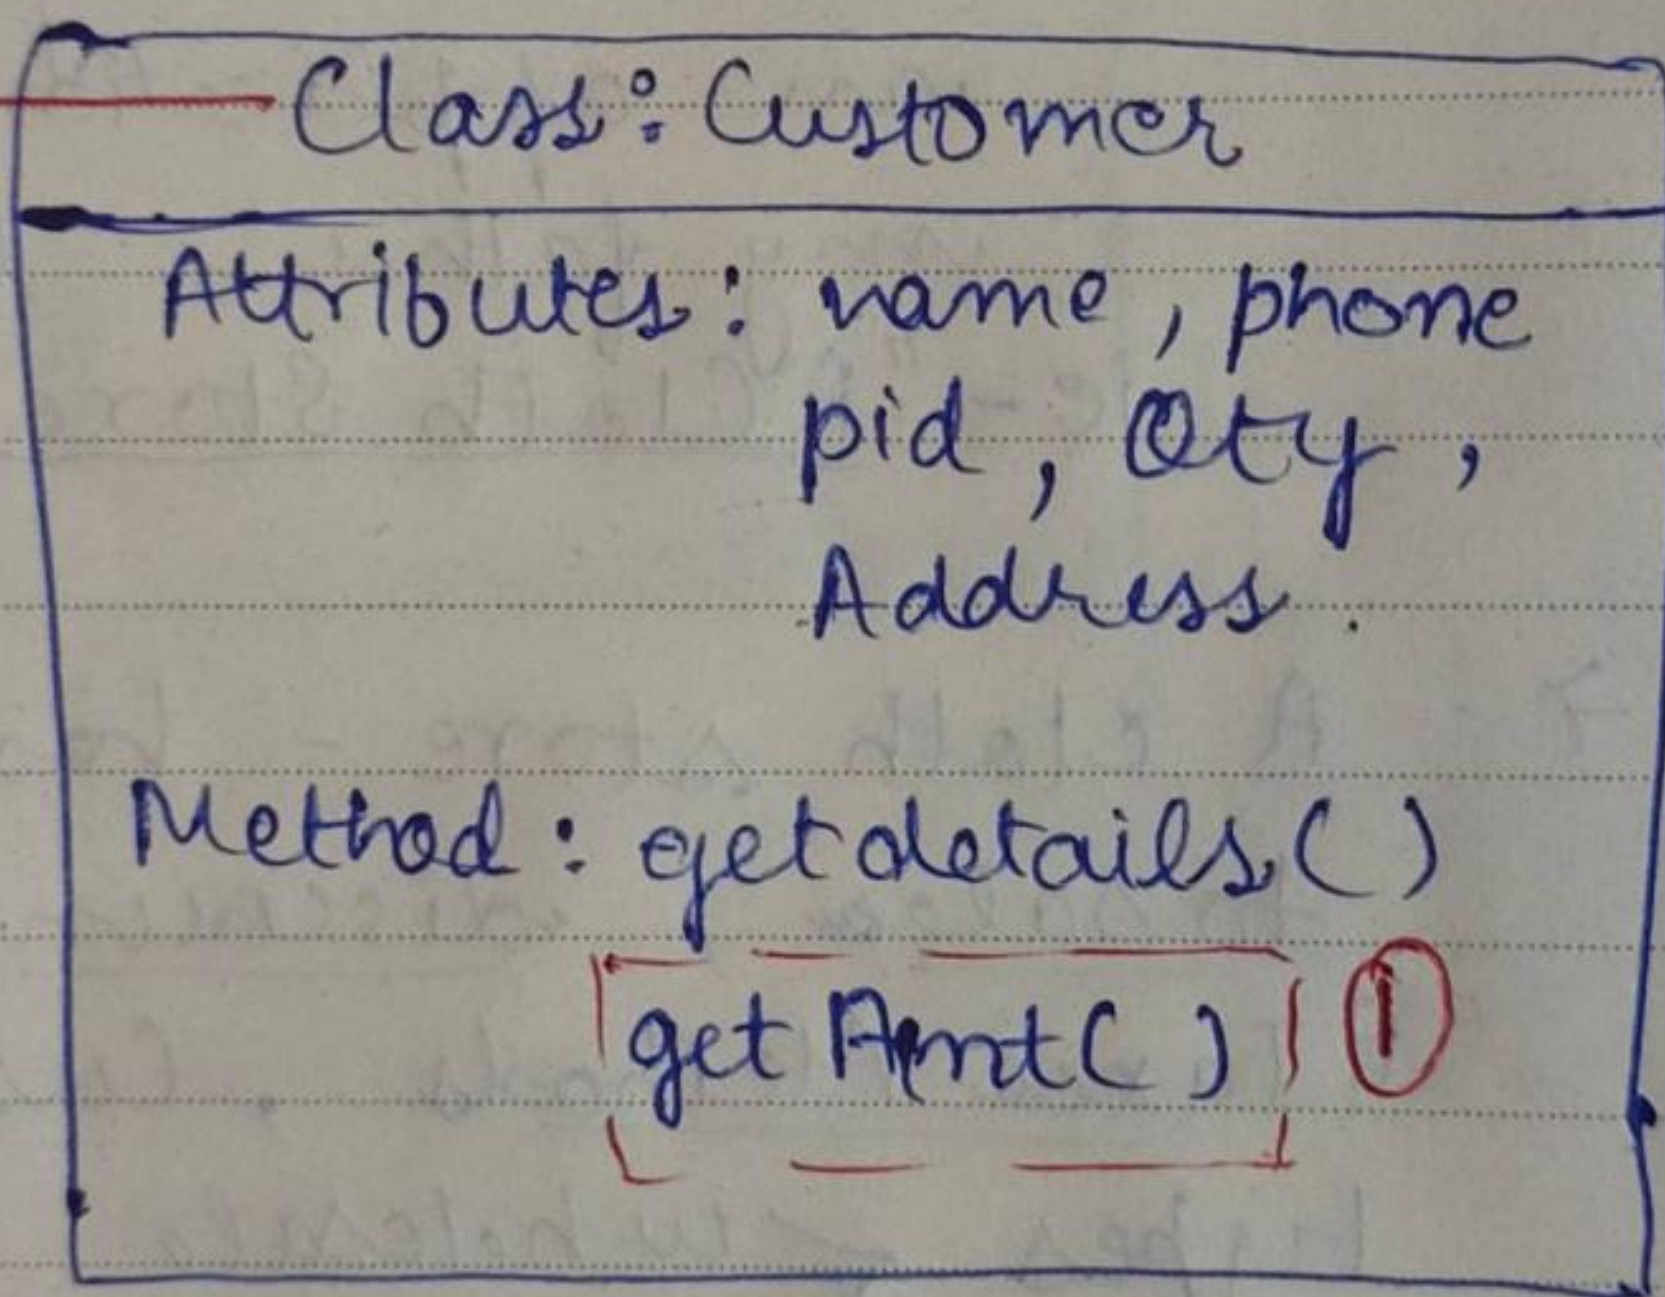 Class: Customer
Attributes: name, phone
pid, Qty,
Address.
Method: getdetails()
getAmt() 1